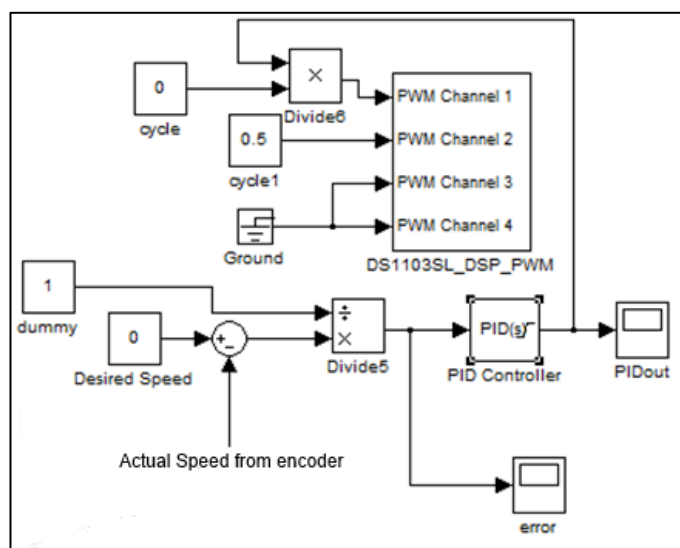 0
cycle
×
Divide6
0.5
cycle1
Ground
PWM Channel 1
PWM Channel 2
PWM Channel 3
PWM Channel 4
DS1103SL_DSP_PWM
1
dummy
0
Desired Speed
+
−
÷
×
Divide5
PID(s)
PID Controller
PIDout
Actual Speed from encoder
error